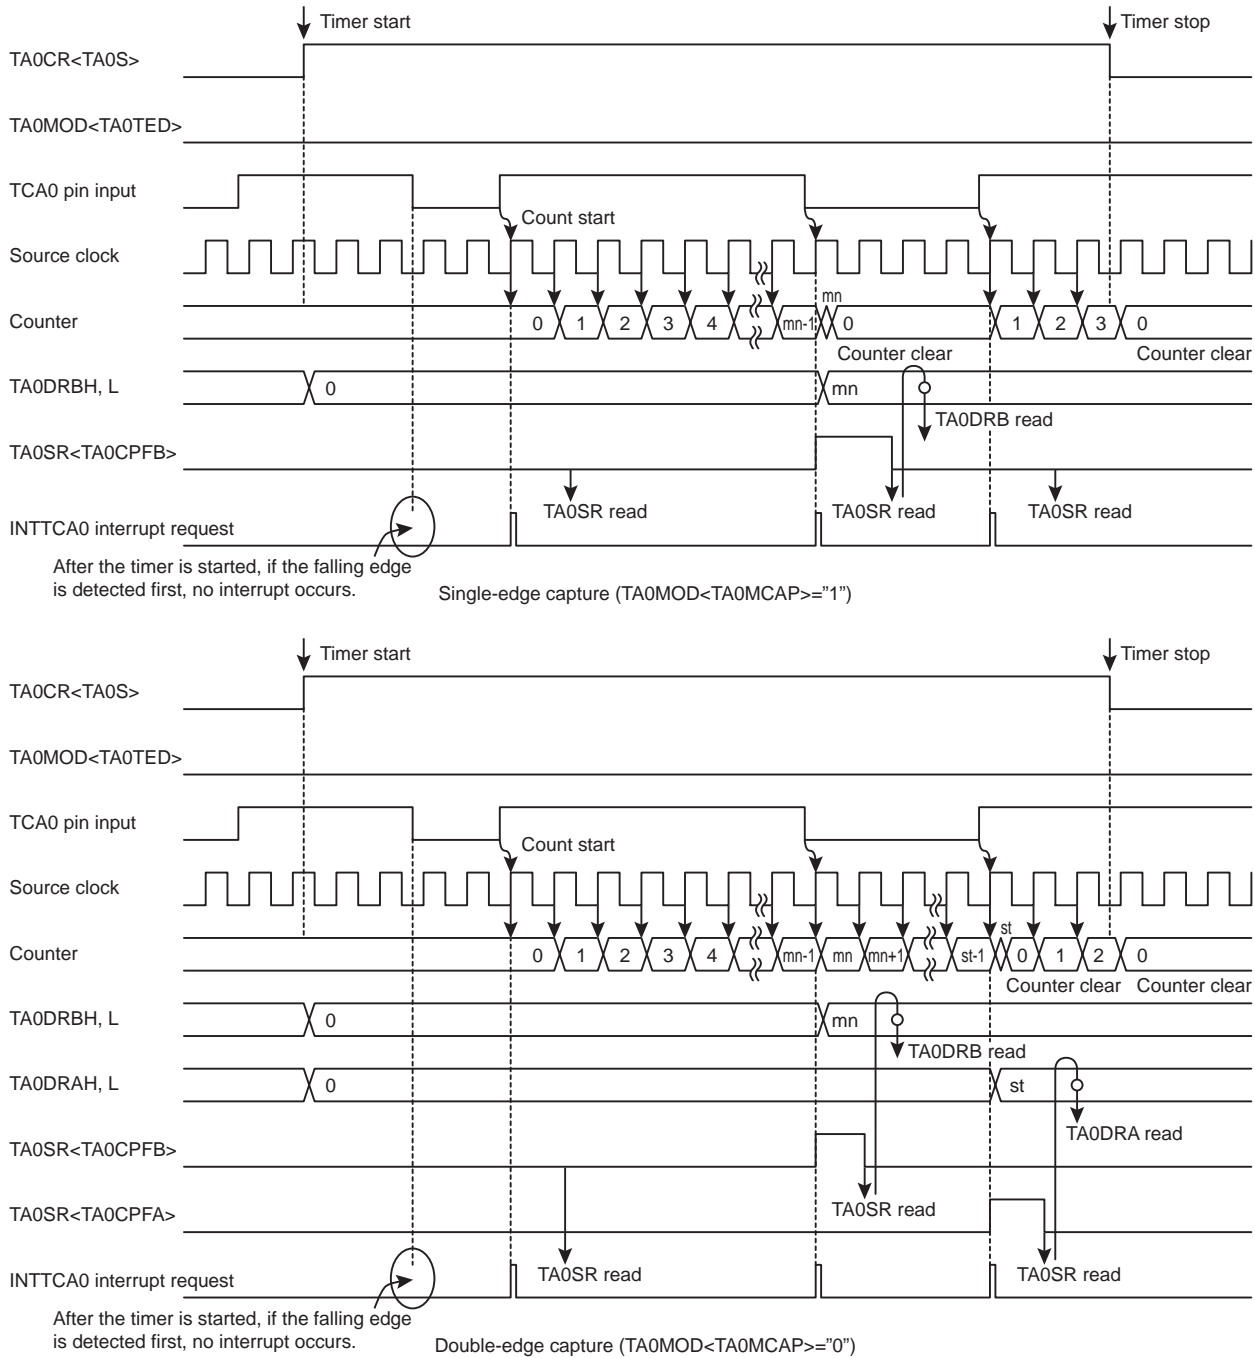 Timer start
Timer stop
TA0CR<TA0S>
TA0MOD<TA0TED>
TCA0 pin input
Count start
Source clock
Counter
0 1 2 3 4 mn-1 mn 0 1 2 3 0
Counter clear
Counter clear
TA0DRBH, L
0
mn
TA0DRB read
TA0SR<TA0CPFB>
TA0SR read
TA0SR read
TA0SR read
INTTCA0 interrupt request
After the timer is started, if the falling edge
is detected first, no interrupt occurs.
Single-edge capture (TA0MOD<TA0MCAP>=”1”)
Timer start
Timer stop
TA0CR<TA0S>
TA0MOD<TA0TED>
TCA0 pin input
Count start
Source clock
Counter
0 1 2 3 4 mn-1 mn mn+1 st-1 st 0 1 2 0
Counter clear
Counter clear
TA0DRBH, L
0
mn
TA0DRB read
TA0DRAH, L
0
st
TA0DRA read
TA0SR<TA0CPFB>
TA0SR read
TA0SR<TA0CPFA>
TA0SR read
TA0SR read
INTTCA0 interrupt request
After the timer is started, if the falling edge
is detected first, no interrupt occurs.
Double-edge capture (TA0MOD<TA0MCAP>=”0”)